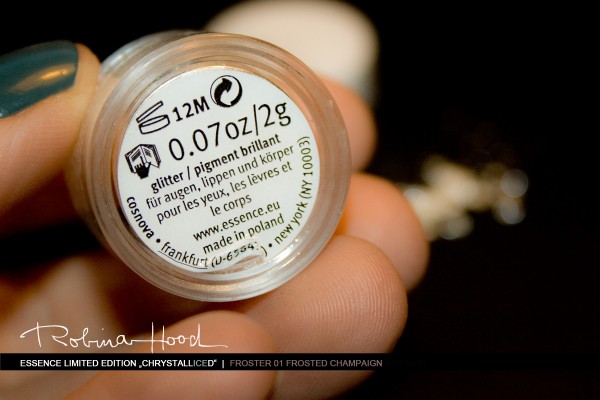 12M
0.07oz/2g
glitter / pigment brillant
für augen, lippen und körper
pour les yeux, les lèvres et
le corps
www.essence.eu
made in poland
cosnova • frankfurt • new york (NY 10003)
Robina Hood
ESSENCE LIMITED EDITION „CHRYSTALLICED“ | FROSTER 01 FROSTED CHAMPAIGN